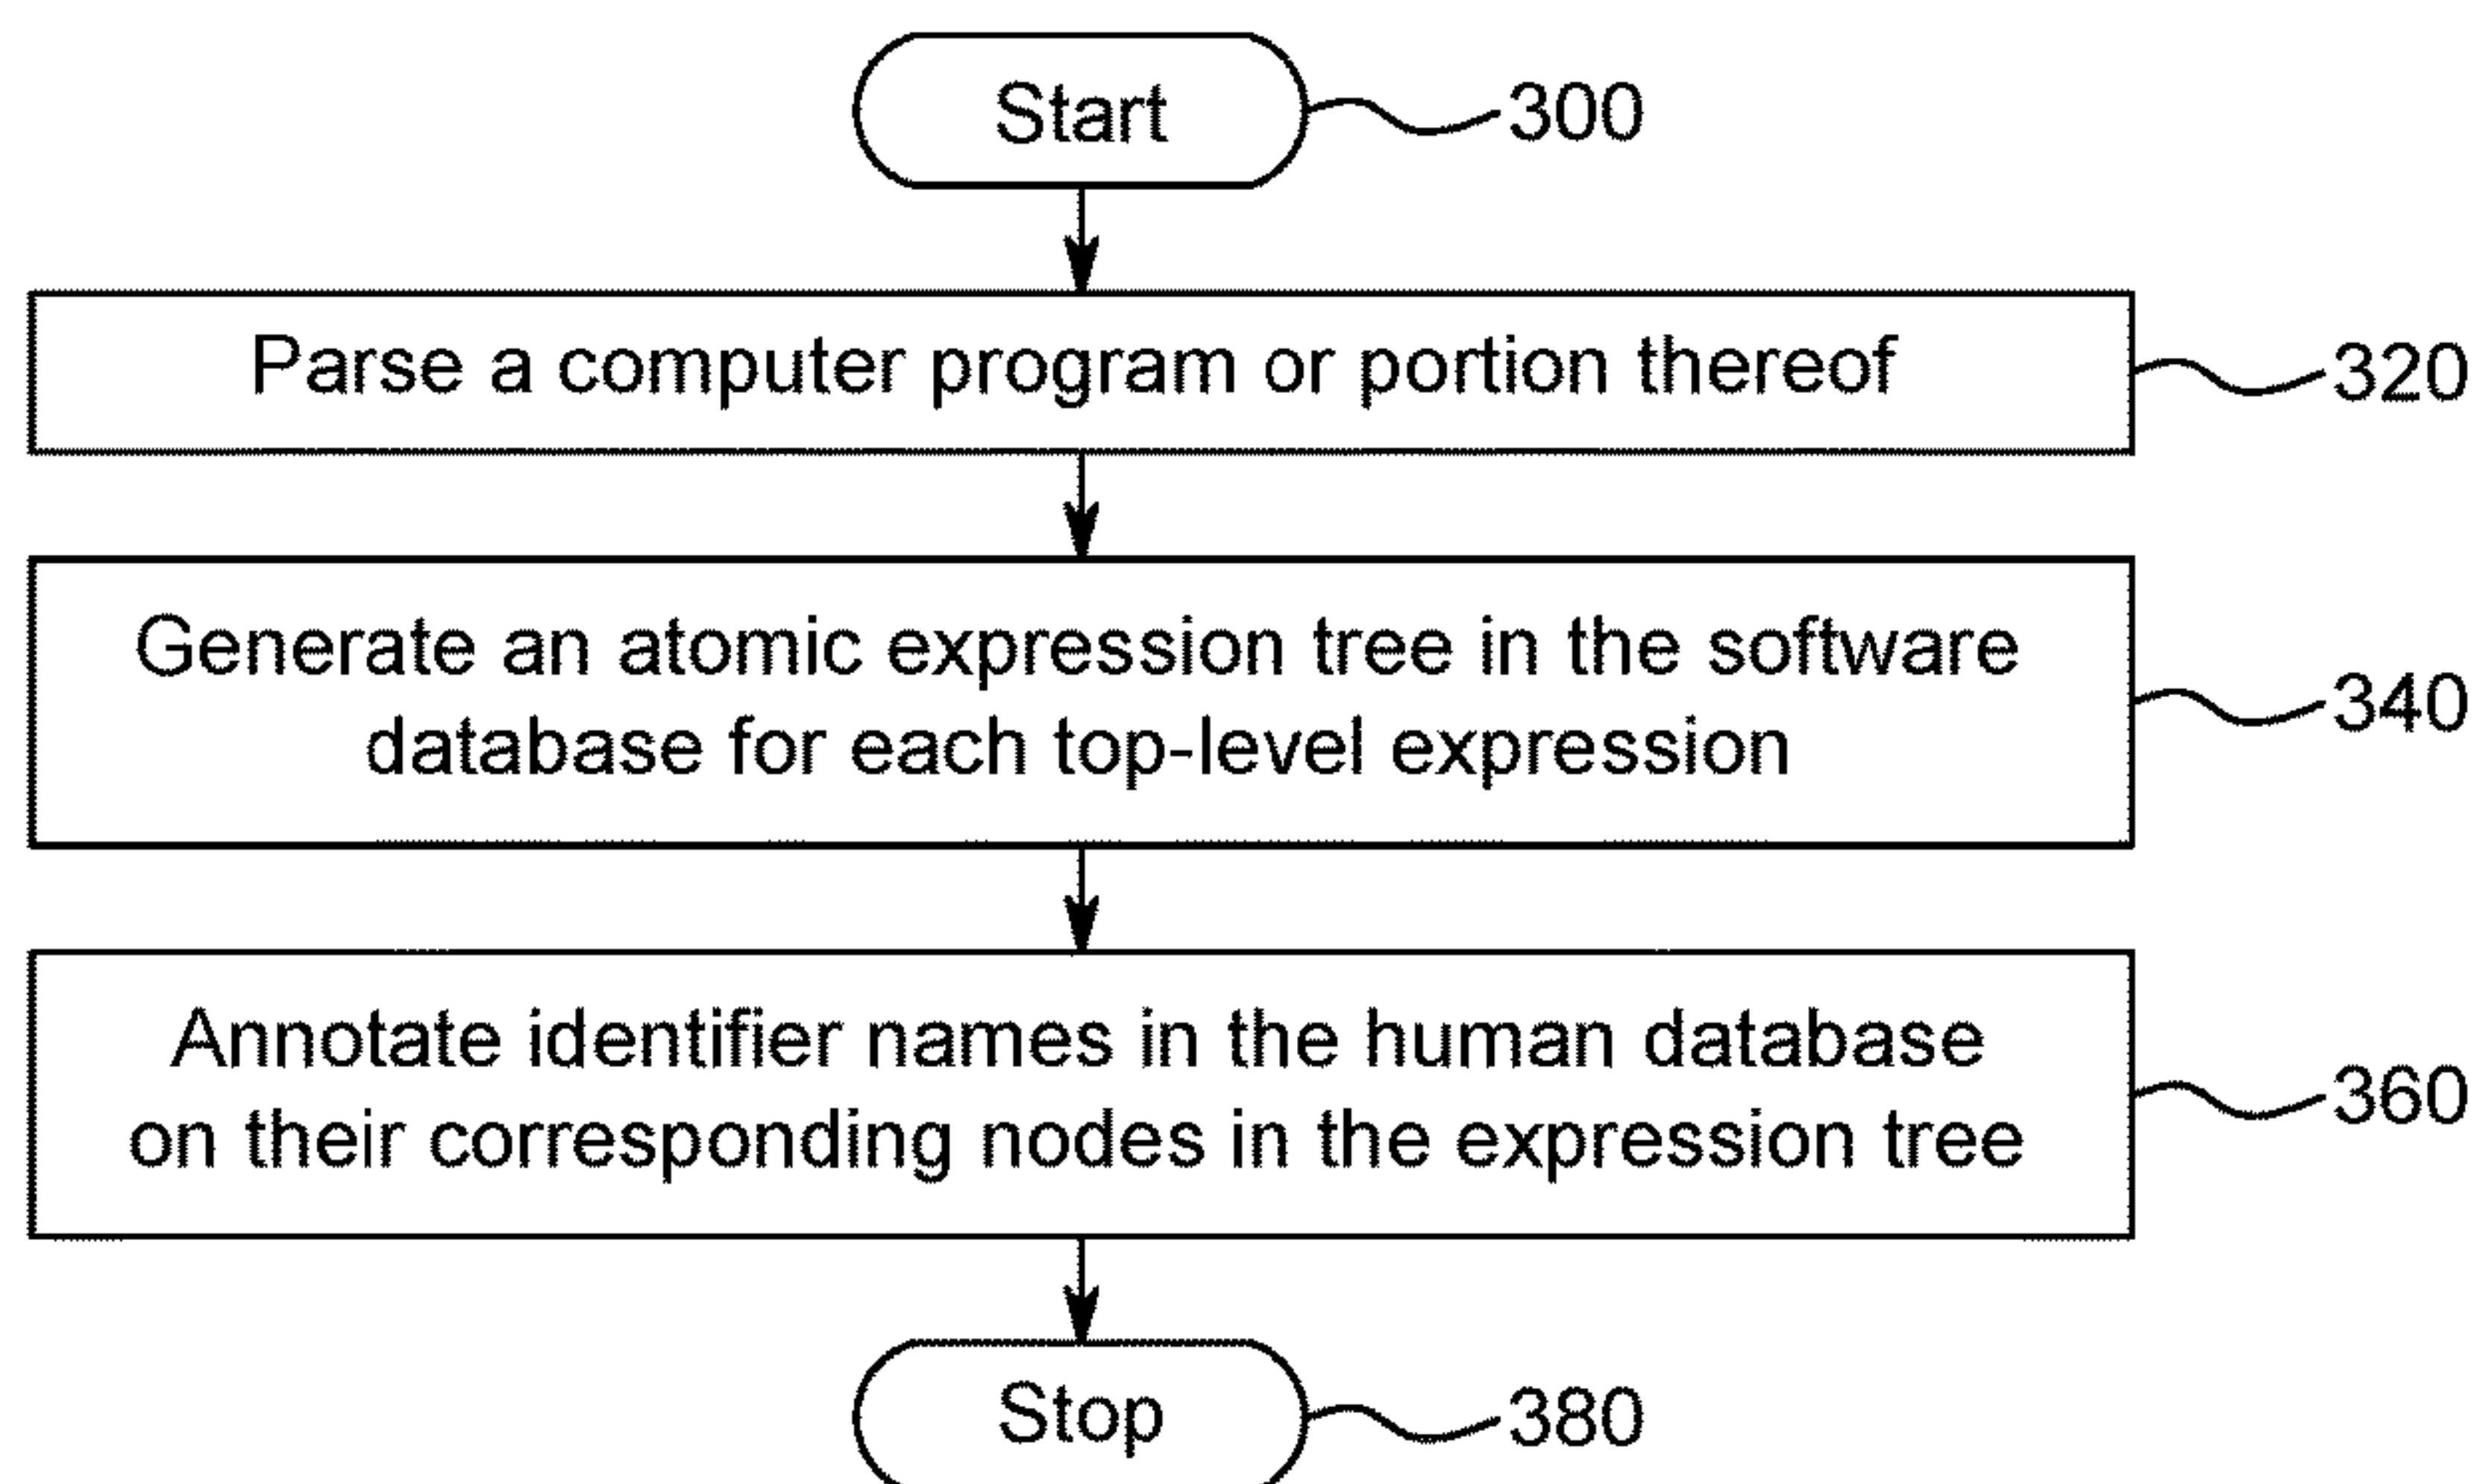 Start
300
Parse a computer program or portion thereof
320
Generate an atomic expression tree in the software
database for each top-level expression
340
Annotate identifier names in the human database
on their corresponding nodes in the expression tree
360
Stop
380